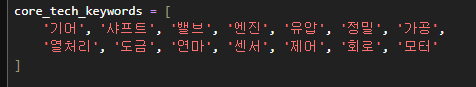 core_tech_keywords = [
'기어', '샤프트', '밸브', '엔진', '유압', '정밀', '가공',
'열처리', '도금', '연마', '센서', '제어', '회로', '모터'
]